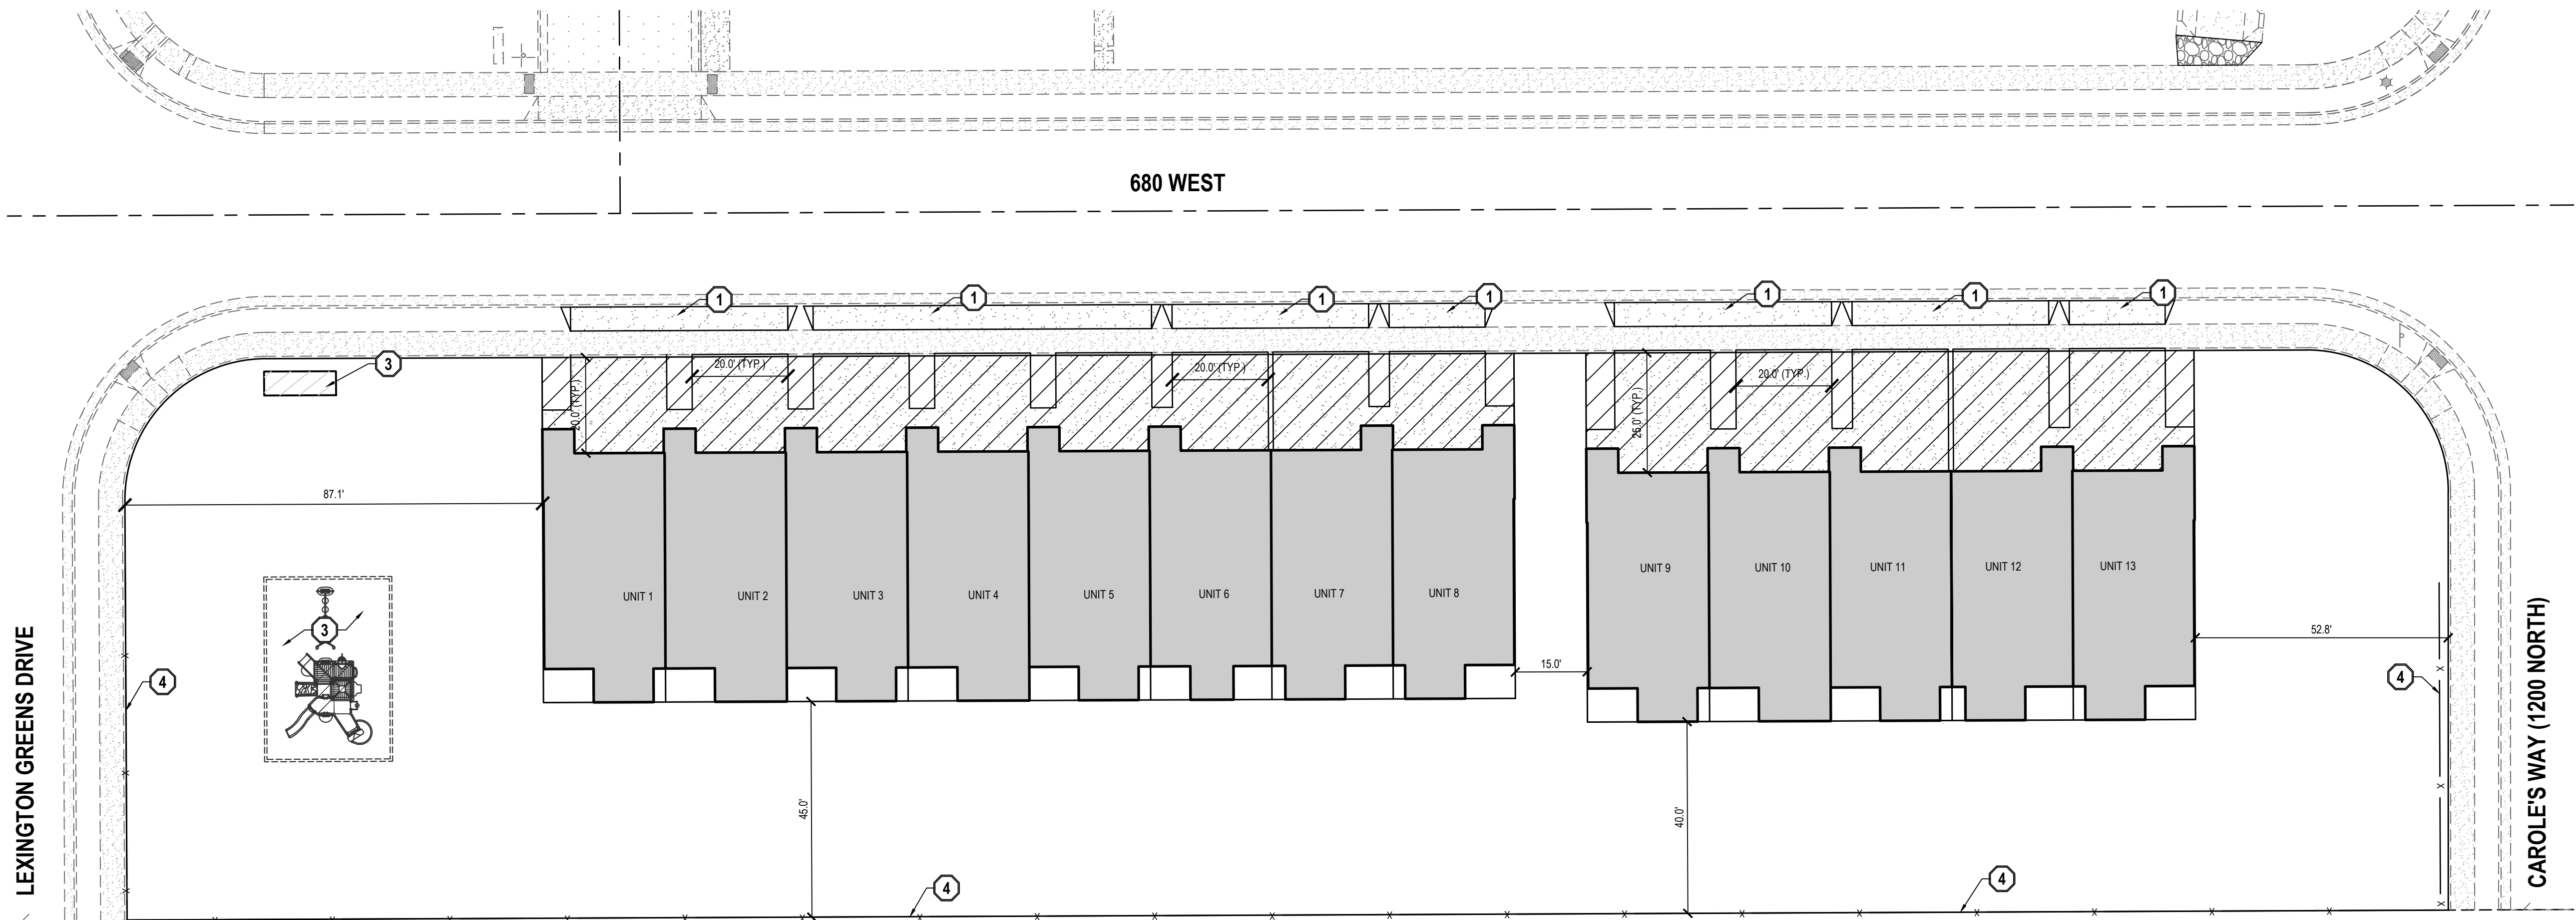 680 WEST
1
1
1
1
1
1
1
3
20.0' (TYP.)
20.0' (TYP.)
20.0' (TYP.)
20.0' (TYP.)
25.0' (TYP.)
87.1'
UNIT 1
UNIT 2
UNIT 3
UNIT 4
UNIT 5
UNIT 6
UNIT 7
UNIT 8
UNIT 9
UNIT 10
UNIT 11
UNIT 12
UNIT 13
3
52.8'
15.0'
4
4
45.0'
40.0'
4
4
LEXINGTON GREENS DRIVE
CAROLE'S WAY (1200 NORTH)